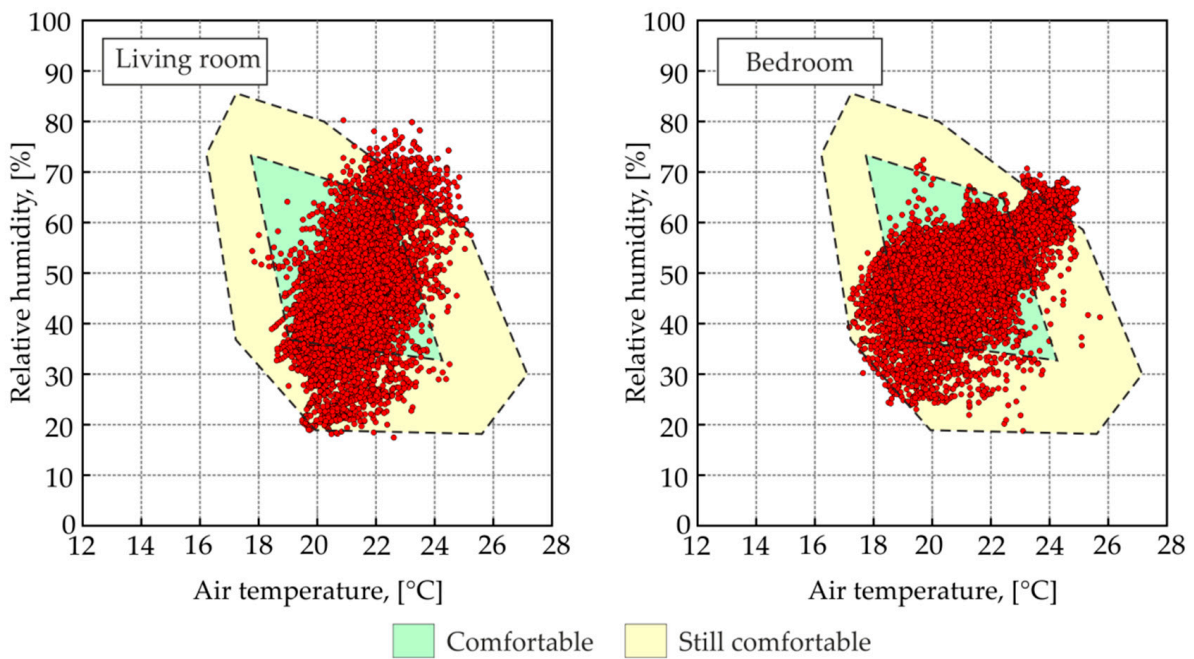 Living room
Relative humidity, [%]
100
90
80
70
60
50
40
30
20
10
0
12 14 16 18 20 22 24 26 28
Air temperature, [°C]
Bedroom
Relative humidity, [%]
100
90
80
70
60
50
40
30
20
10
0
12 14 16 18 20 22 24 26 28
Air temperature, [°C]
Comfortable Still comfortable